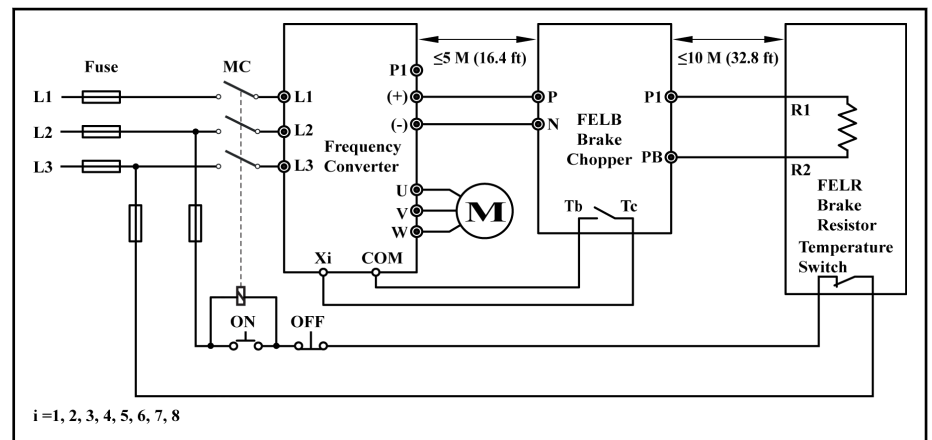 Fuse
MC
L1
L2
L3
L1
L2
L3
P1
(+)
(-)
Frequency
Converter
U
V
W
M
Xi
COM
≤5 M (16.4 ft)
P
N
FELB
Brake
Chopper
P1
PB
Tb
Tc
≤10 M (32.8 ft)
R1
R2
FELR
Brake
Resistor
Temperature
Switch
ON
OFF
i =1, 2, 3, 4, 5, 6, 7, 8